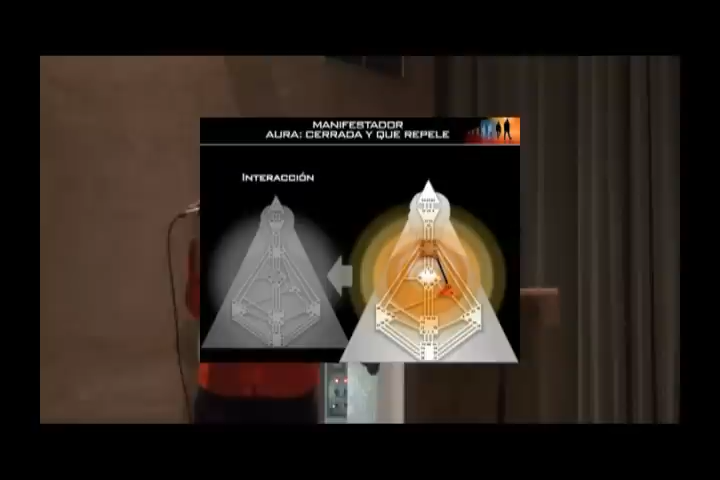 MANIFESTADOR
AURA: CERRADA Y QUE REPELE
INTERACCIÓN